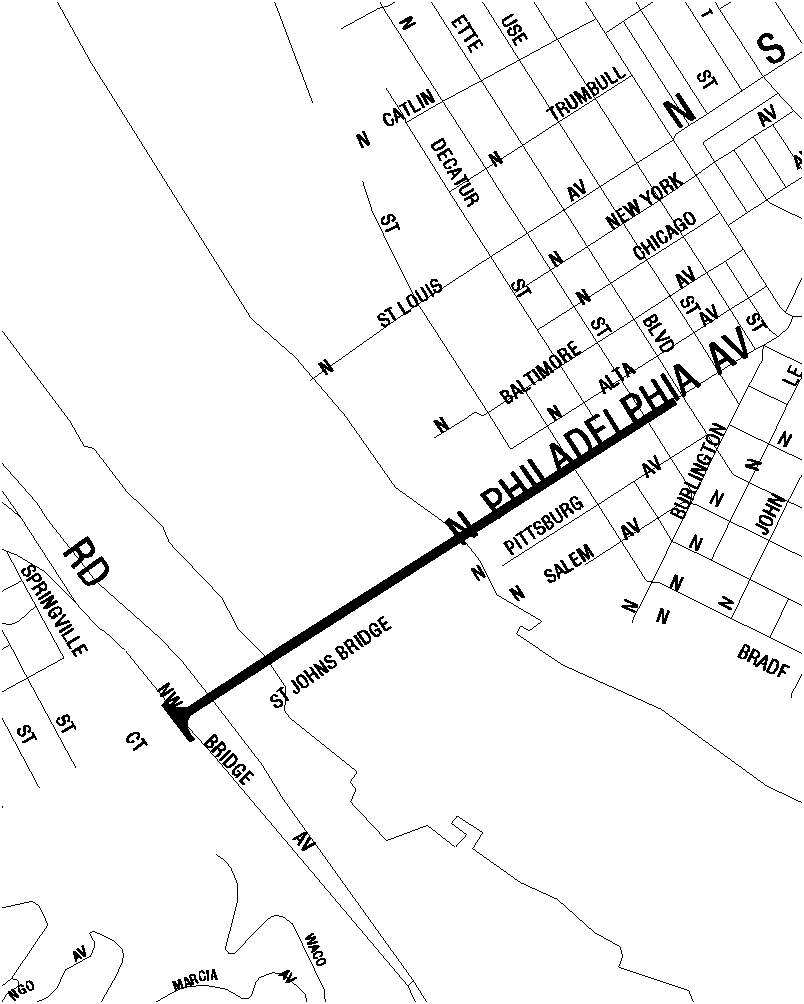 N
ETTE
USE
T
S
ST
N CATLIN
TRUMBULL
N
AV
DECATUR
N
AV
ST
NEW YORK
N
CHICAGO
AV
N
ST
ST LOUIS
N
ST
ST
AV
ST
BLVD
BALTIMORE
N
ALTA
N
N PHILADELPHIA AV
LE
BURLINGTON
N
N
N
JOHN
PITTSBURG
AV
N
SALEM
AV
N
N
N
N
N
N
BRADF
RD
SPRINGVILLE
ST JOHNS BRIDGE
NW
BRIDGE
AV
ST
ST
CT
NGO
AV
MARCIA
AV
WACO